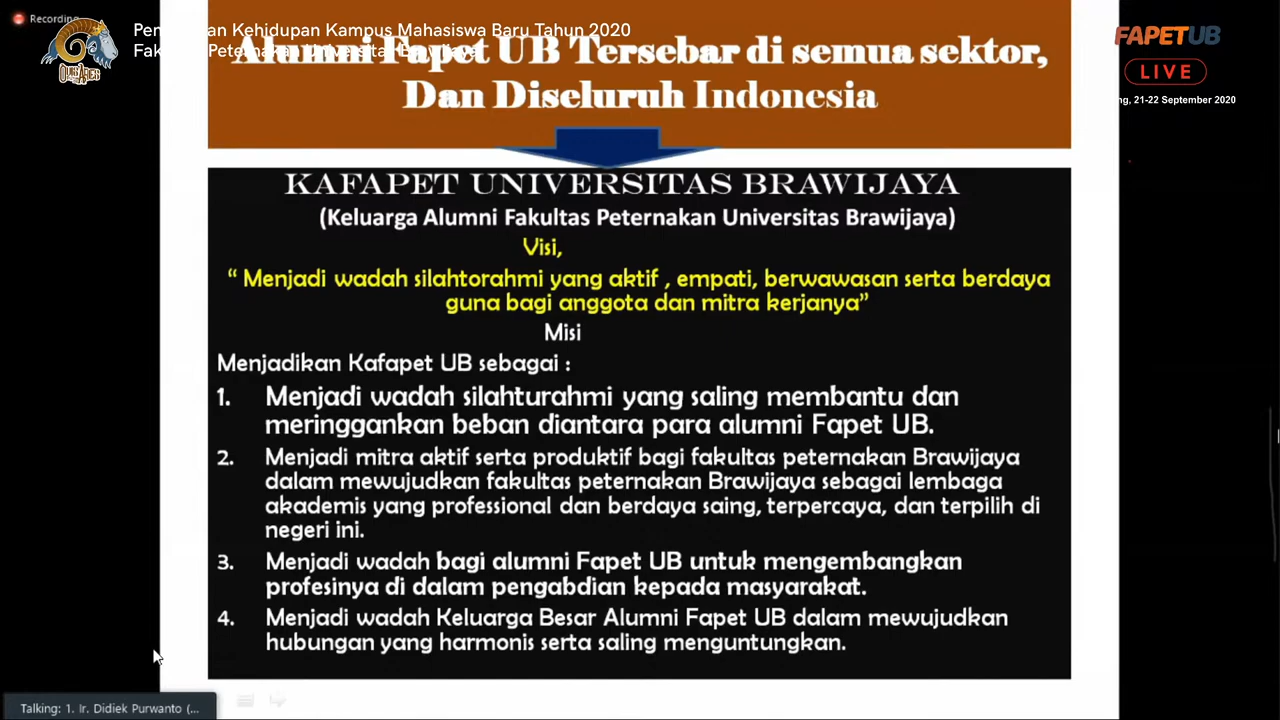 Recording
Kehidupan Kampus Mahasiswa Baru Tahun 2020
FAPETUB
LIVE
21-22 September 2020
Alumni Fapet UB Tersebar di semua sektor,
Dan Diseluruh Indonesia
KAFAPET UNIVERSITAS BRAWIJAYA
(Keluarga Alumni Fakultas Peternakan Universitas Brawijaya)
Visi,
“ Menjadi wadah silahtorahmi yang aktif , empati, berwawasan serta berdaya
guna bagi anggota dan mitra kerjanya”
Misi
Menjadikan Kafapet UB sebagai :
1. Menjadi wadah silahturahmi yang saling membantu dan
meringgankan beban diantara para alumni Fapet UB.
2. Menjadi mitra aktif serta produktif bagi fakultas peternakan Brawijaya
dalam mewujudkan fakultas peternakan Brawijaya sebagai lembaga
akademis yang professional dan berdaya saing, terpercaya, dan terpilih di
negeri ini.
3. Menjadi wadah bagi alumni Fapet UB untuk mengembangkan
profesinya di dalam pengabdian kepada masyarakat.
4. Menjadi wadah Keluarga Besar Alumni Fapet UB dalam mewujudkan
hubungan yang harmonis serta saling menguntungkan.
Talking: 1. Ir. Didiek Purwanto (...